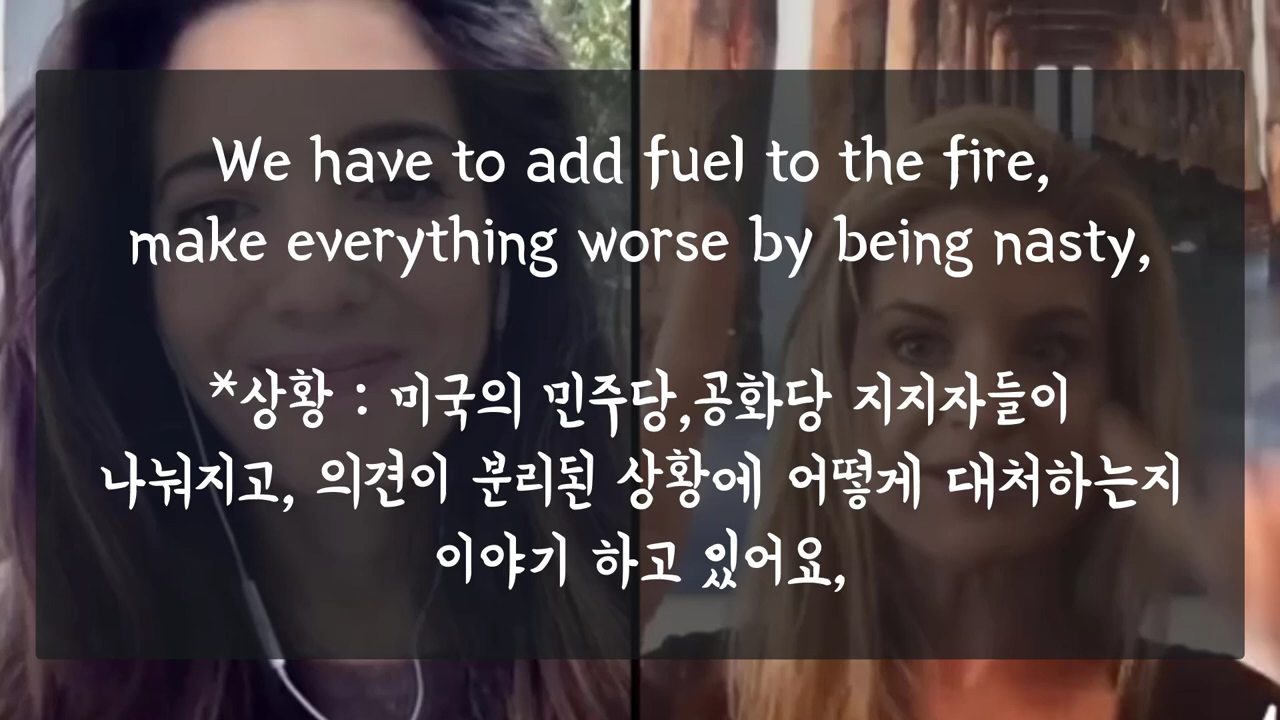 We have to add fuel to the fire,
make everything worse by being nasty,
*상황 : 미국의 민주당,공화당 지지자들이
나눠지고, 의견이 분리된 상황에 어떻게 대처하는지
이야기 하고 있어요,